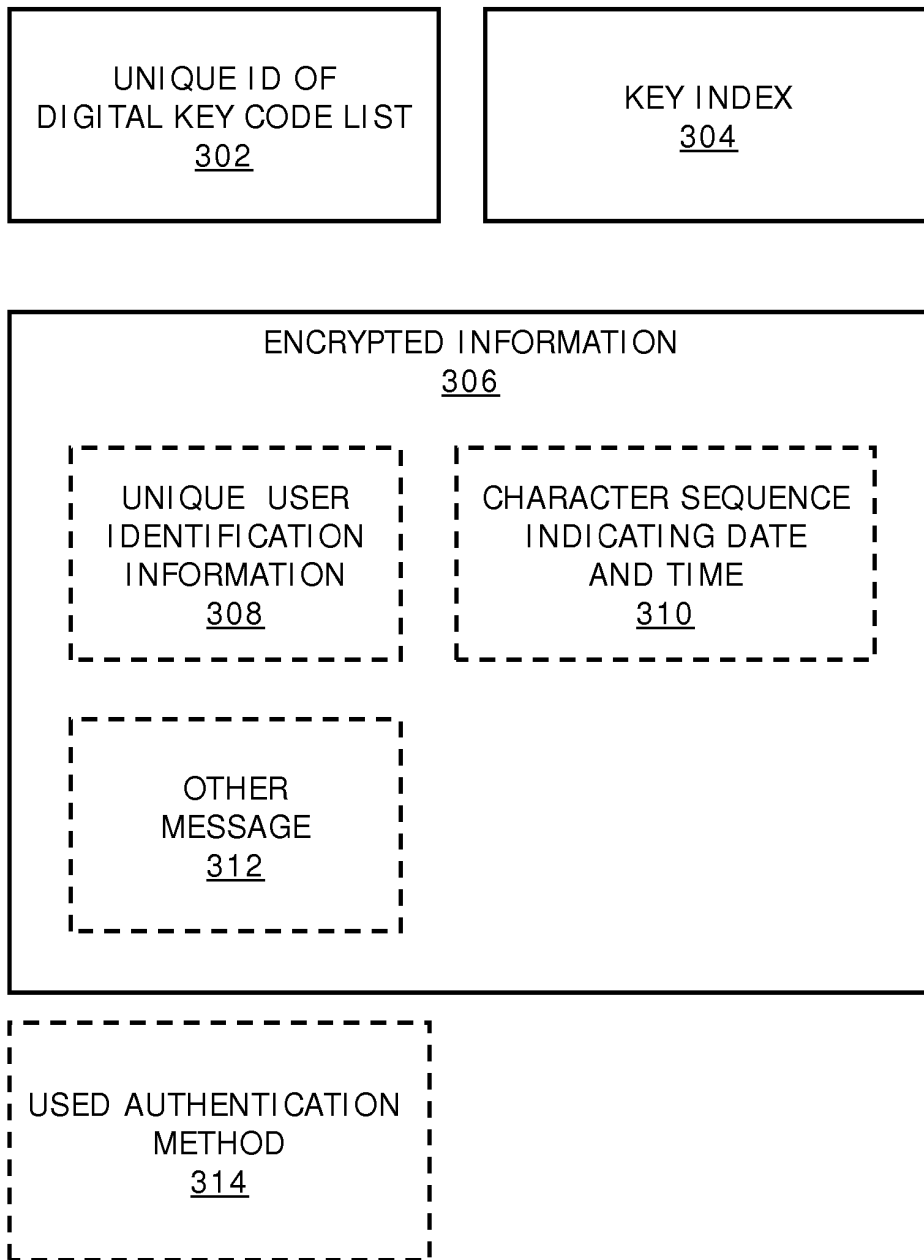 UNIQUE ID OF
DIGITAL KEY CODE LIST
302
KEY INDEX
304
ENCRYPTED INFORMATION
306
UNIQUE USER
IDENTIFICATION
INFORMATION
308
CHARACTER SEQUENCE
INDICATING DATE
AND TIME
310
OTHER
MESSAGE
312
USED AUTHENTICATION
METHOD
314